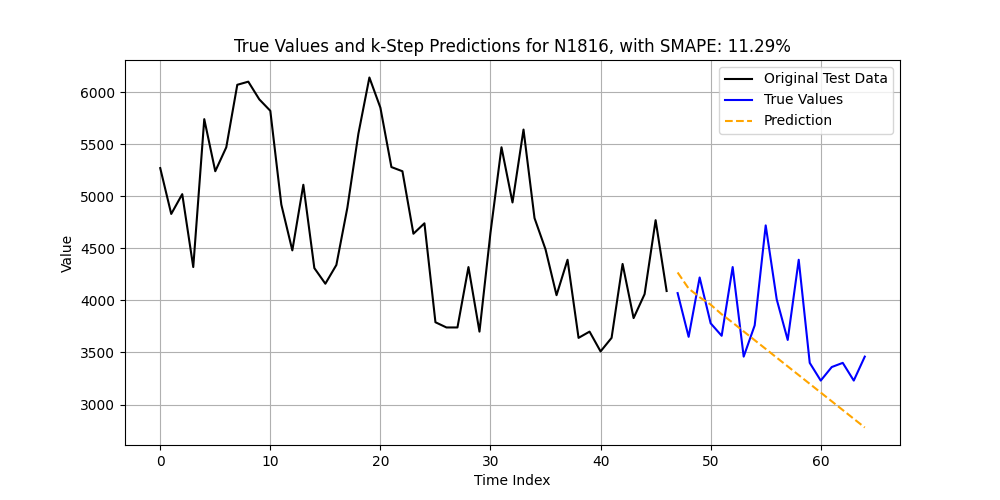 True Values and k-Step Predictions for N1816, with SMAPE: 11.29%
Original Test Data
True Values
Prediction
6000
5500
5000
4500
4000
3500
3000
Value
0 10 20 30 40 50 60
Time Index